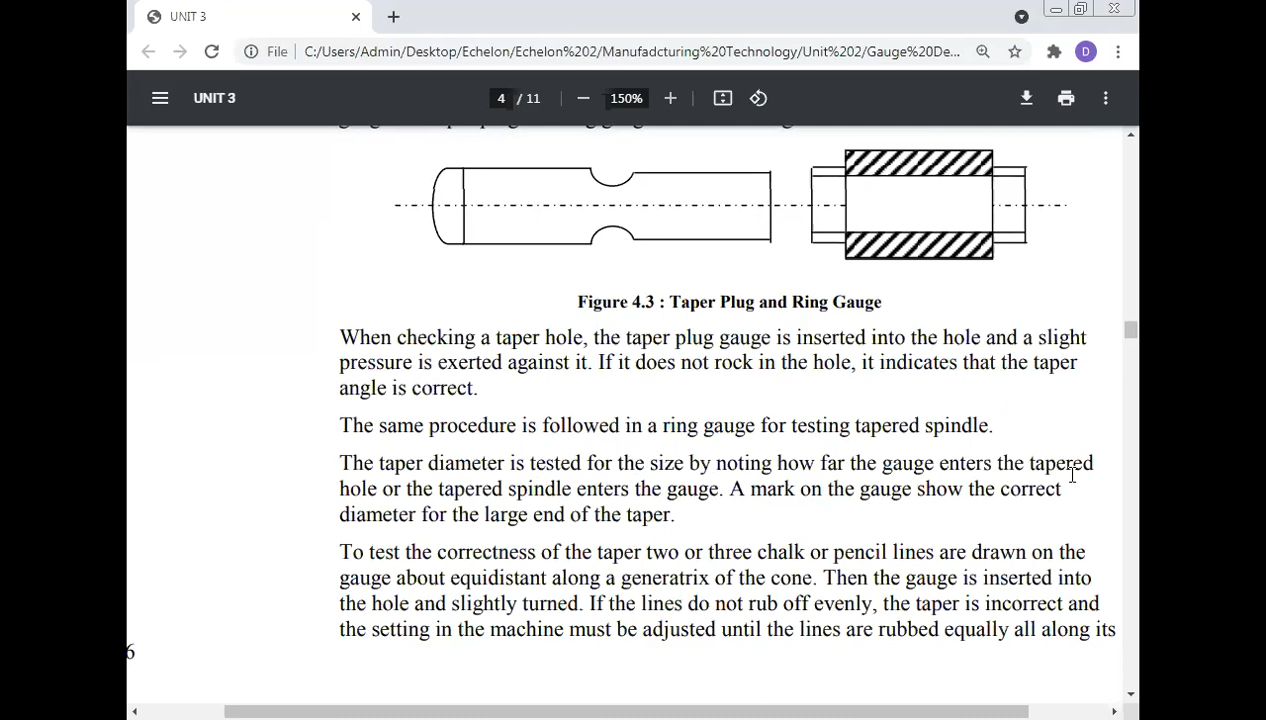 UNIT 3
File
C:/Users/Admin/Desktop/Echelon/Echelon%202/Manufadcturing%20Technology/Unit%202/Gauge%20De...
D
UNIT 3
4 / 11
150%
Figure 4.3 : Taper Plug and Ring Gauge
When checking a taper hole, the taper plug gauge is inserted into the hole and a slight
pressure is exerted against it. If it does not rock in the hole, it indicates that the taper
angle is correct.
The same procedure is followed in a ring gauge for testing tapered spindle.
The taper diameter is tested for the size by noting how far the gauge enters the tapered
hole or the tapered spindle enters the gauge. A mark on the gauge show the correct
diameter for the large end of the taper.
To test the correctness of the taper two or three chalk or pencil lines are drawn on the
gauge about equidistant along a generatrix of the cone. Then the gauge is inserted into
the hole and slightly turned. If the lines do not rub off evenly, the taper is incorrect and
the setting in the machine must be adjusted until the lines are rubbed equally all along its
6